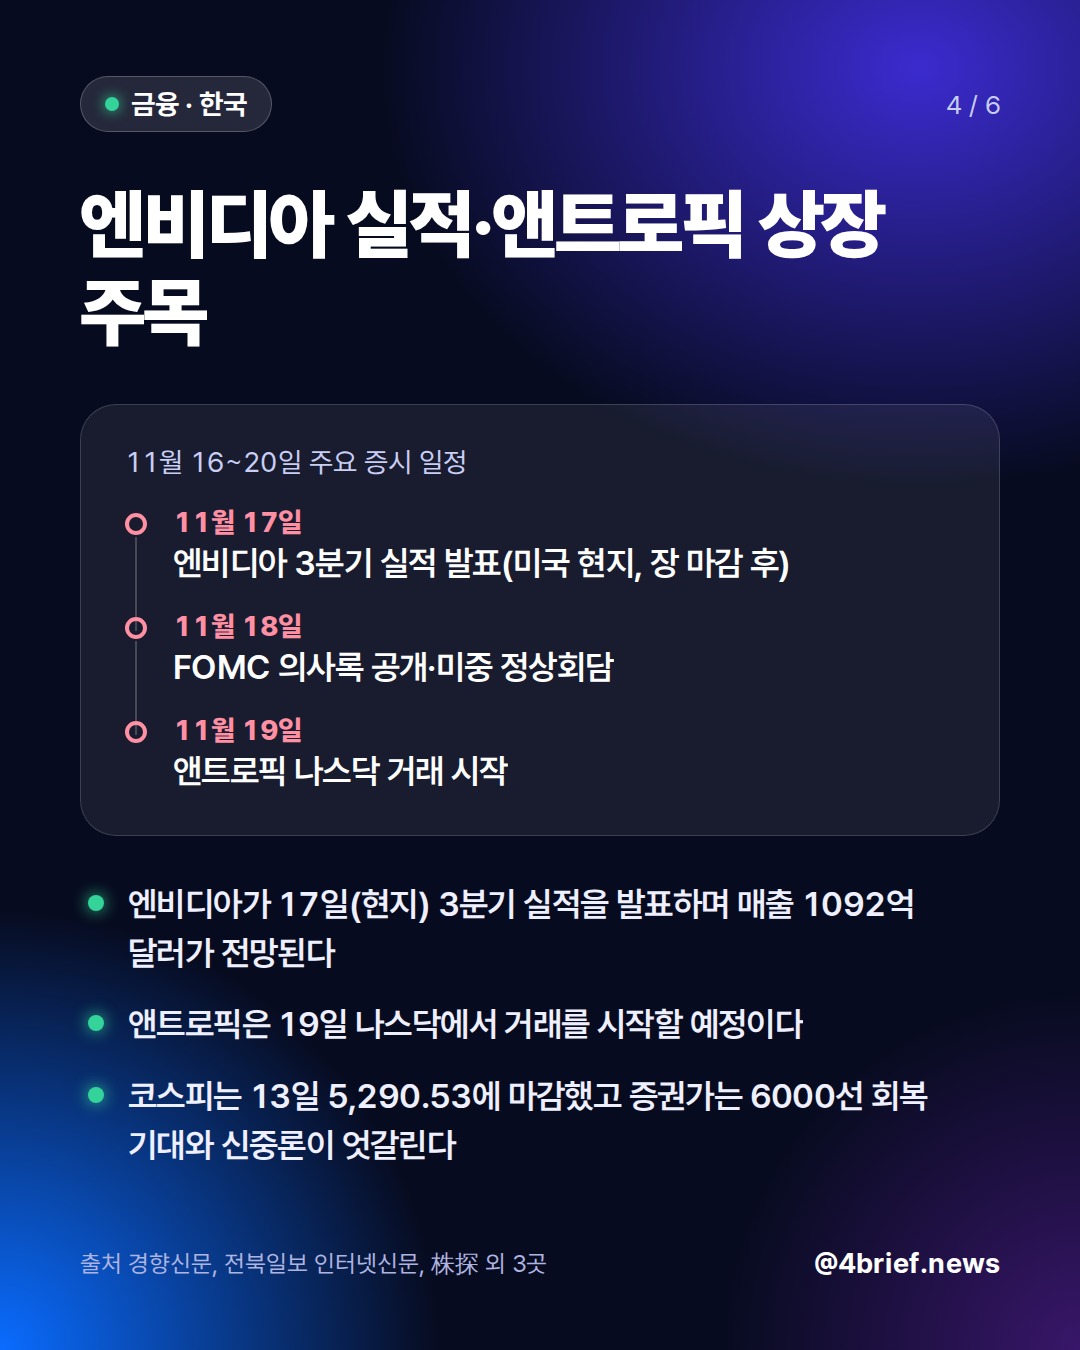 금융 · 한국
4 / 6
엔비디아 실적·앤트로픽 상장
주목
11월 16~20일 주요 증시 일정
11월 17일
엔비디아 3분기 실적 발표(미국 현지, 장 마감 후)
11월 18일
FOMC 의사록 공개·미중 정상회담
11월 19일
앤트로픽 나스닥 거래 시작
엔비디아가 17일(현지) 3분기 실적을 발표하며 매출 1092억
달러가 전망된다
앤트로픽은 19일 나스닥에서 거래를 시작할 예정이다
코스피는 13일 5,290.53에 마감했고 증권가는 6000선 회복
기대와 신중론이 엇갈린다
출처 경향신문, 전북일보 인터넷신문, 株探 외 3곳
@4brief.news